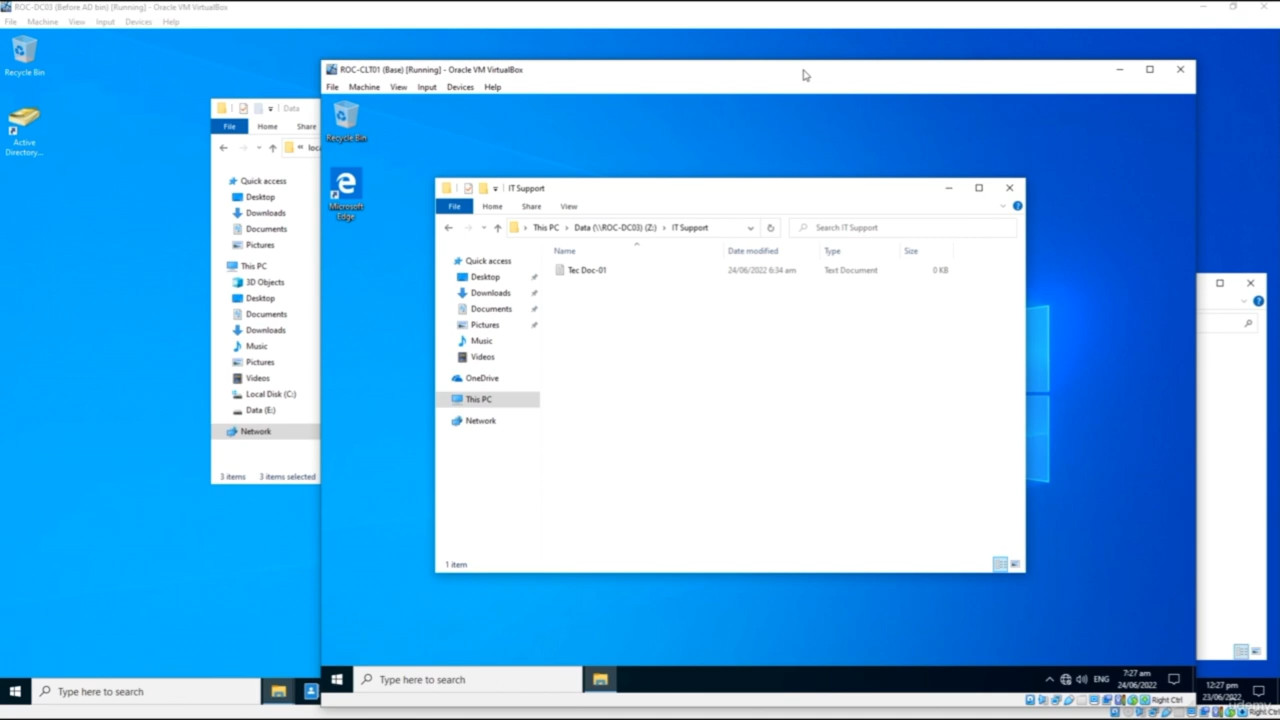 ROC-DC03 (Before AD bin) [Running] - Oracle VM VirtualBox
File Machine View Input Devices Help
Recycle Bin
Active
Directory...
Data
File Home Share
loca
Quick access
Desktop
Downloads
Documents
Pictures
This PC
3D Objects
Desktop
Documents
Downloads
Music
Pictures
Videos
Local Disk (C:)
Data (E:)
Network
3 items 3 items selected
ROC-CLT01 (Base) [Running] - Oracle VM VirtualBox
File Machine View Input Devices Help
Recycle Bin
Microsoft
Edge
IT Support
File Home Share View
This PC > Data (\\ROC-DC03) (Z:) > IT Support
Search IT Support
Name Date modified Type Size
Tec Doc-01 24/06/2022 6:34 am Text Document 0 KB
Quick access
Desktop
Downloads
Documents
Pictures
Music
Videos
OneDrive
This PC
Network
1 item
Type here to search
ENG
7:27 am
24/06/2022
Right Ctrl
Type here to search
12:27 pm
23/06/2022
Right Ctrl
udemy